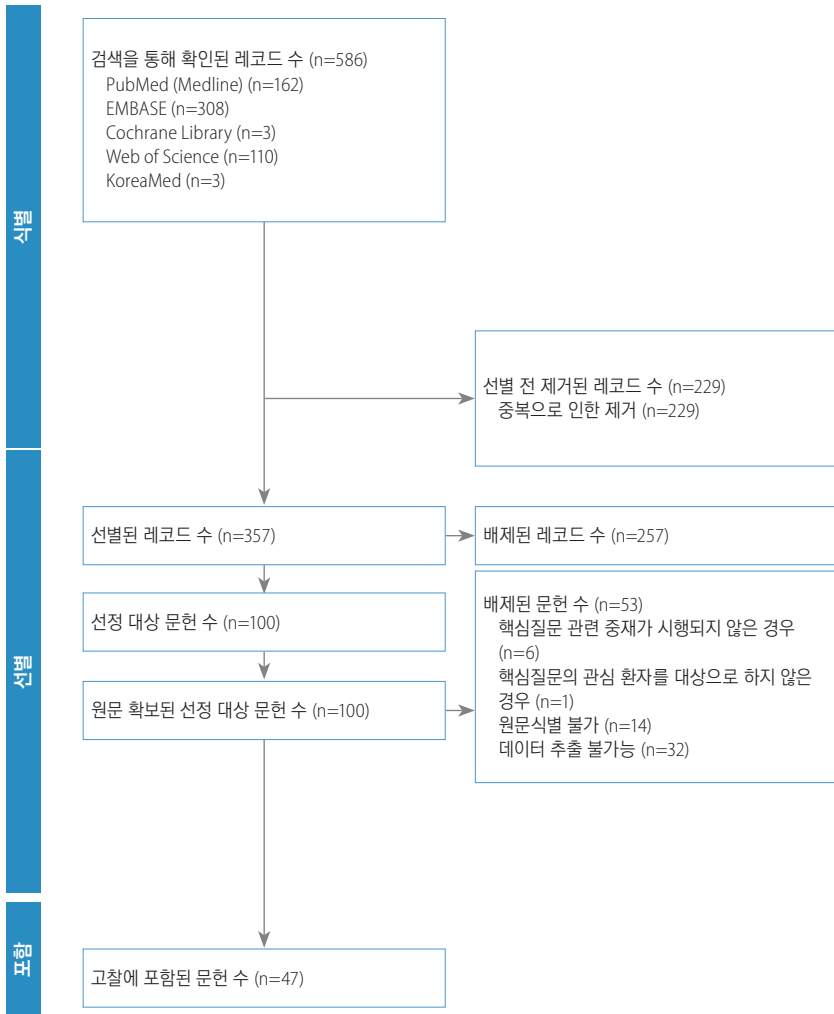 식별
검색을 통해 확인된 레코드 수 (n=586)
PubMed (Medline) (n=162)
EMBASE (n=308)
Cochrane Library (n=3)
Web of Science (n=110)
KoreaMed (n=3)
선별 전 제거된 레코드 수 (n=229)
중복으로 인한 제거 (n=229)
선별
선별된 레코드 수 (n=357)
배제된 레코드 수 (n=257)
선정 대상 문헌 수 (n=100)
원문 확보된 선정 대상 문헌 수 (n=100)
배제된 문헌 수 (n=53)
핵심질문 관련 중재가 시행되지 않은 경우
(n=6)
핵심질문의 관심 환자를 대상으로 하지 않은
경우 (n=1)
원문식별 불가 (n=14)
데이터 추출 불가능 (n=32)
포함
고찰에 포함된 문헌 수 (n=47)